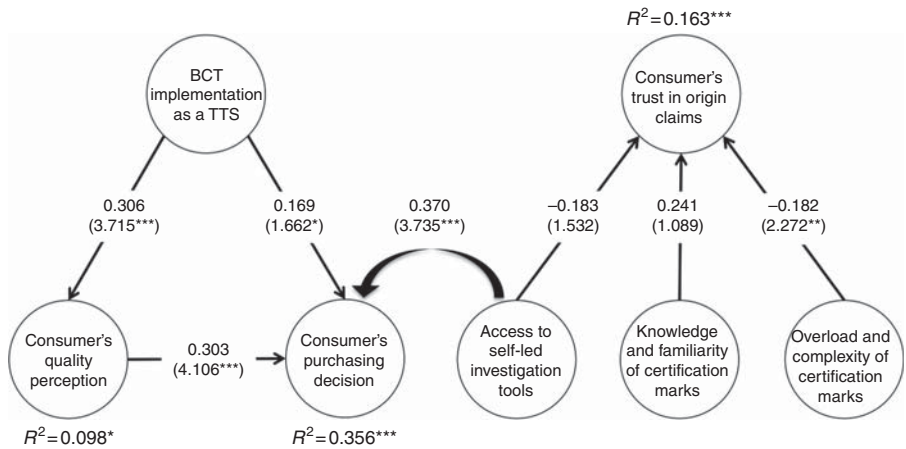 R²=0.163***
BCT
implementation
as a TTS
Consumer's
trust in origin
claims
0.306
(3.715***)
0.169
(1.662*)
0.370
(3.735***)
–0.183
(1.532)
0.241
(1.089)
–0.182
(2.272**)
Consumer's
quality
perception
0.303
(4.106***)
Consumer's
purchasing
decision
Access to
self-led
investigation
tools
Knowledge
and familiarity
of certification
marks
Overload and
complexity of
certification
marks
R²=0.098*
R²=0.356***